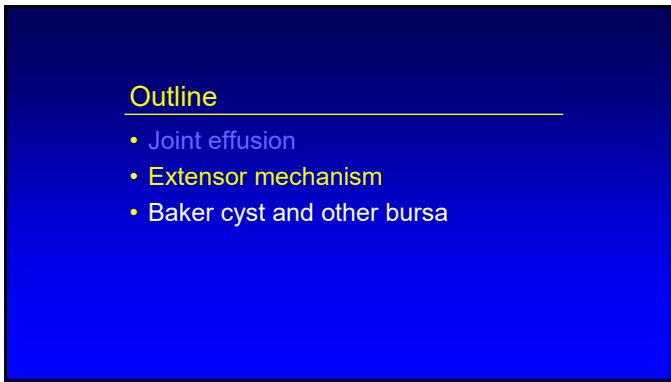 Outline
• Joint effusion
• Extensor mechanism
• Baker cyst and other bursa